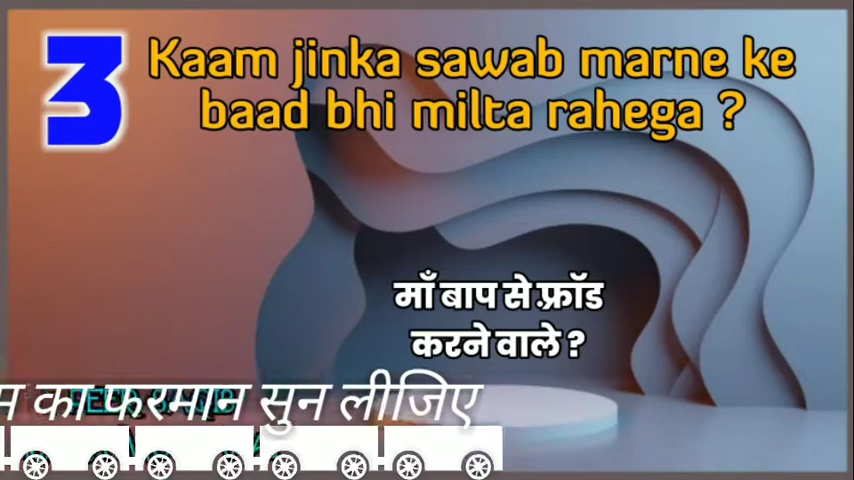 3 Kaam jinka sawab marne ke
baad bhi milta rahega ?
माँ बाप से फ़्रॉड
करने वाले ?
का फरमान सुन लीजिए